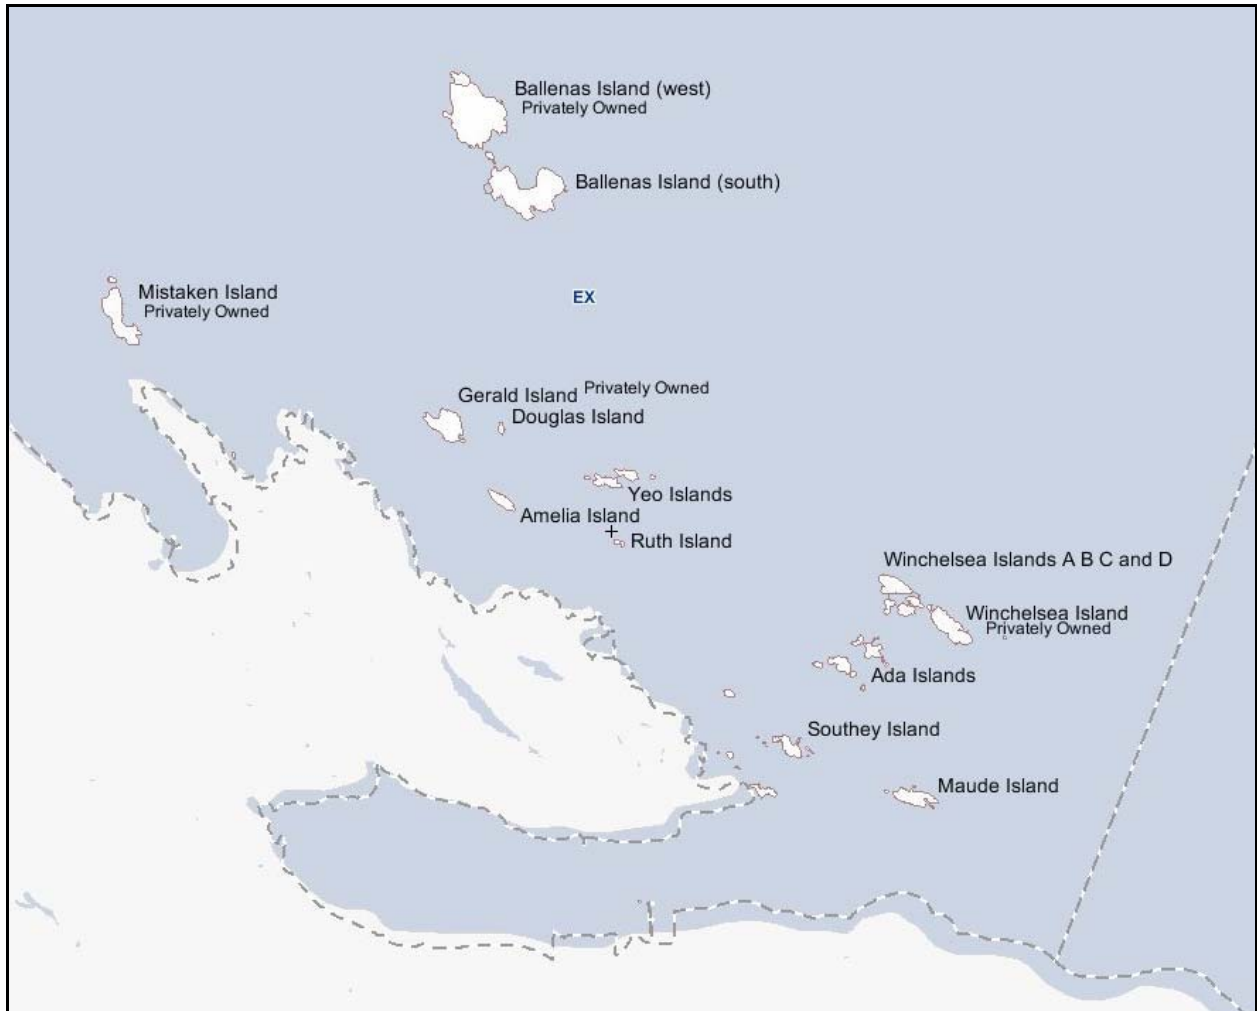 Ballenas Island (west)
Privately Owned
Ballenas Island (south)
Mistaken Island
Privately Owned
EX
Gerald Island Privately Owned
Douglas Island
Yeo Islands
Amelia Island
Ruth Island
Winchelsea Islands A B C and D
Winchelsea Island
Privately Owned
Ada Islands
Southey Island
Maude Island